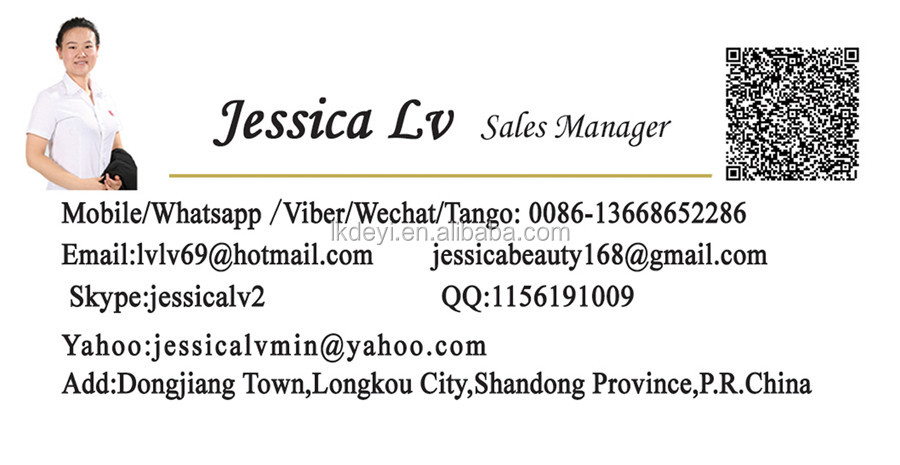 Jessica Lv Sales Manager
Mobile/Whatsapp /Viber/Wechat/Tango: 0086-13668652286
lkdeyi.en.alibaba.com
Email:lvlv69@hotmail.com jessicabeauty168@gmail.com
Skype:jessicalv2 QQ:1156191009
Yahoo:jessicalvmin@yahoo.com
Add:Dongjiang Town,Longkou City,Shandong Province,P.R.China